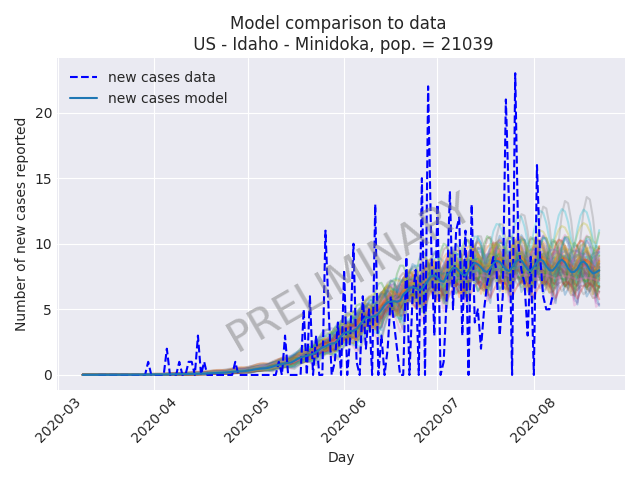 Model comparison to data
US - Idaho - Minidoka, pop. = 21039
new cases data
new cases model
Number of new cases reported
20
15
10
5
0
PRELIMINARY
2020-03
2020-04
2020-05
2020-06
2020-07
2020-08
Day